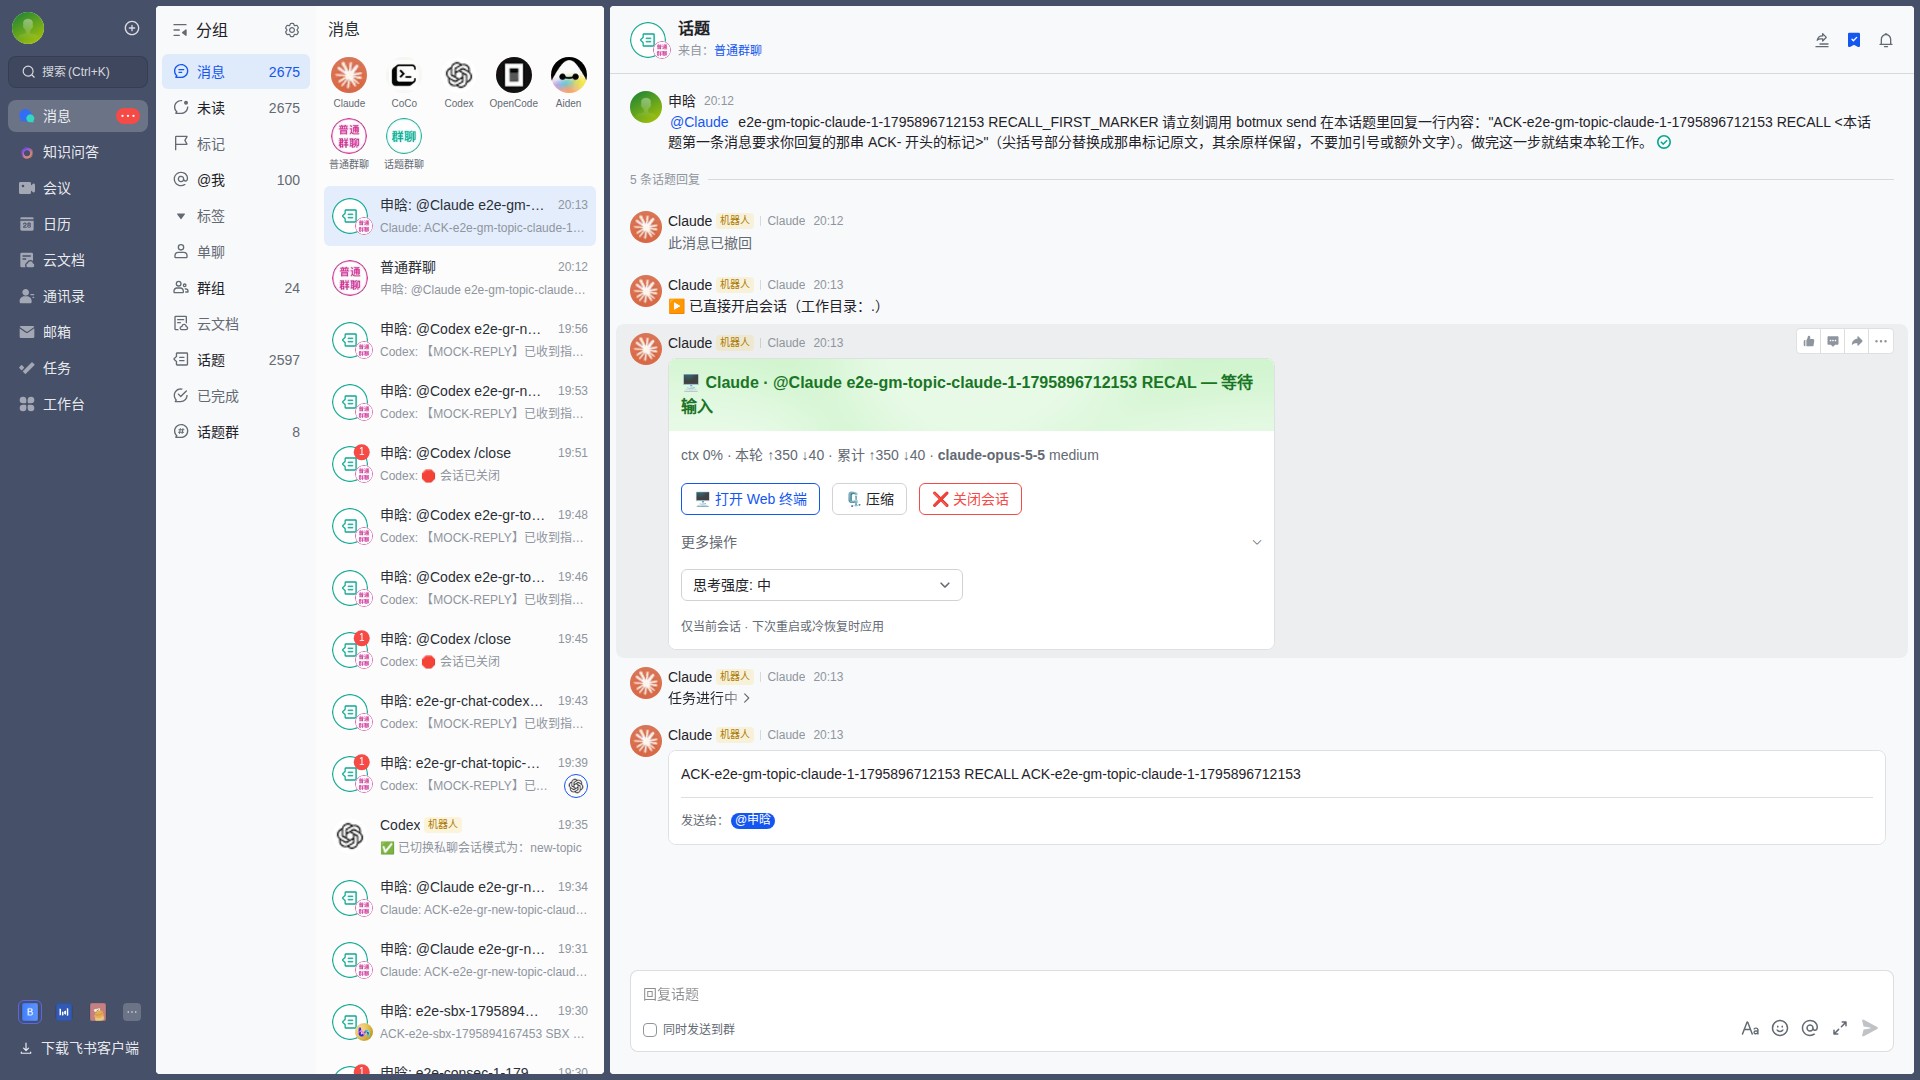 搜索 (Ctrl+K)
消息
知识问答
会议
日历
云文档
通讯录
邮箱
任务
工作台
下载飞书客户端
分组
消息 2675
未读 2675
标记
@我 100
标签
单聊
群组 24
云文档
话题 2597
已完成
话题群 8
消息
Claude CoCo Codex OpenCode Aiden
普通
群聊
群聊
普通群聊 话题群聊
申晗: @Claude e2e-gm-... 20:13
Claude: ACK-e2e-gm-topic-claude-1...
普通群聊 20:12
申晗: @Claude e2e-gm-topic-claude...
申晗: @Codex e2e-gr-n... 19:56
Codex: 【MOCK-REPLY】已收到指...
申晗: @Codex e2e-gr-n... 19:53
Codex: 【MOCK-REPLY】已收到指...
1
申晗: @Codex /close 19:51
Codex: 🛑 会话已关闭
申晗: @Codex e2e-gr-to... 19:48
Codex: 【MOCK-REPLY】已收到指...
申晗: @Codex e2e-gr-to... 19:46
Codex: 【MOCK-REPLY】已收到指...
1
申晗: @Codex /close 19:45
Codex: 🛑 会话已关闭
申晗: e2e-gr-chat-codex... 19:43
Codex: 【MOCK-REPLY】已收到指...
1
申晗: e2e-gr-chat-topic-... 19:39
Codex: 【MOCK-REPLY】已...
Codex 机器人 19:35
✅ 已切换私聊会话模式为：new-topic
申晗: @Claude e2e-gr-n... 19:34
Claude: ACK-e2e-gr-new-topic-claud...
申晗: @Claude e2e-gr-n... 19:31
Claude: ACK-e2e-gr-new-topic-claud...
申晗: e2e-sbx-1795894... 19:30
ACK-e2e-sbx-1795894167453 SBX ...
1
申晗: e2e-consec-1-179... 19:30
话题
来自：普通群聊
申晗 20:12
@Claude e2e-gm-topic-claude-1-1795896712153 RECALL_FIRST_MARKER 请立刻调用 botmux send 在本话题里回复一行内容："ACK-e2e-gm-topic-claude-1-1795896712153 RECALL <本话
题第一条消息要求你回复的那串 ACK- 开头的标记>"（尖括号部分替换成那串标记原文，其余原样保留，不要加引号或额外文字）。做完这一步就结束本轮工作。
5 条话题回复
Claude 机器人 | Claude 20:12
此消息已撤回
Claude 机器人 | Claude 20:13
▶️ 已直接开启会话（工作目录：.）
Claude 机器人 | Claude 20:13
🖥️ Claude · @Claude e2e-gm-topic-claude-1-1795896712153 RECAL — 等待
输入
ctx 0% · 本轮 ↑350 ↓40 · 累计 ↑350 ↓40 · claude-opus-5-5 medium
🖥️ 打开 Web 终端 🗜️ 压缩 ❌ 关闭会话
更多操作
思考强度: 中
仅当前会话 · 下次重启或冷恢复时应用
Claude 机器人 | Claude 20:13
任务进行中 >
Claude 机器人 | Claude 20:13
ACK-e2e-gm-topic-claude-1-1795896712153 RECALL ACK-e2e-gm-topic-claude-1-1795896712153
发送给：@申晗
回复话题
同时发送到群